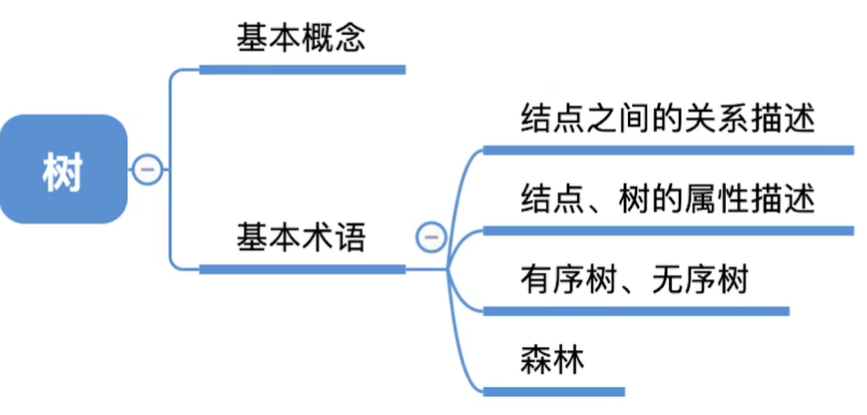 树
基本概念
基本术语
结点之间的关系描述
结点、树的属性描述
有序树、无序树
森林